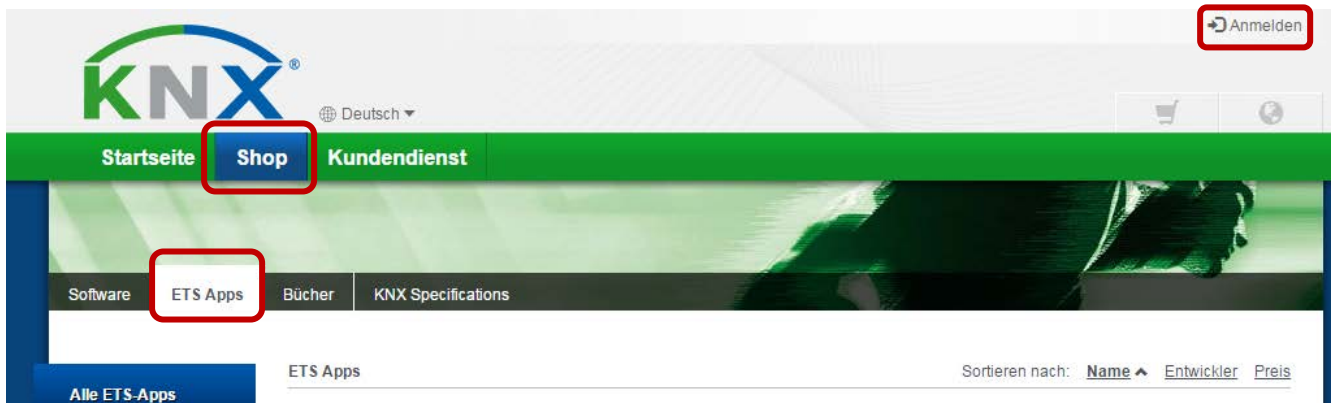 Anmelden
KNX®
Deutsch
Startseite Shop Kundendienst
Software ETS Apps Bücher KNX Specifications
Alle ETS-Apps
ETS Apps Sortieren nach: Name Entwickler Preis